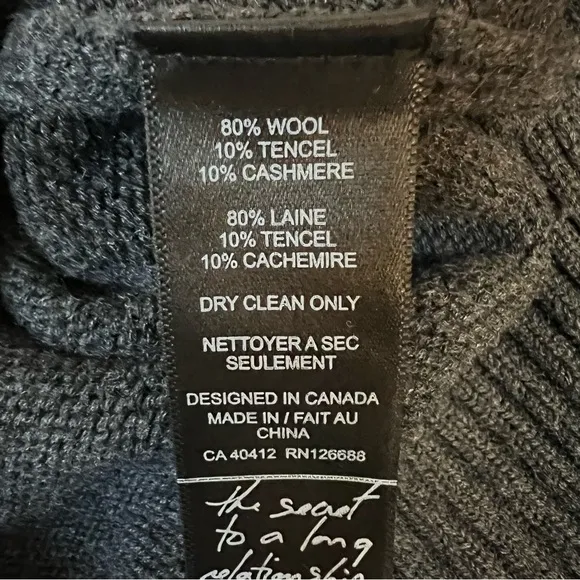 80% WOOL
10% TENCEL
10% CASHMERE
80% LAINE
10% TENCEL
10% CACHEMIRE
DRY CLEAN ONLY
NETTOYER A SEC
SEULEMENT
DESIGNED IN CANADA
MADE IN / FAIT AU
CHINA
CA 40412 RN126688
the secret
to a long
relationship